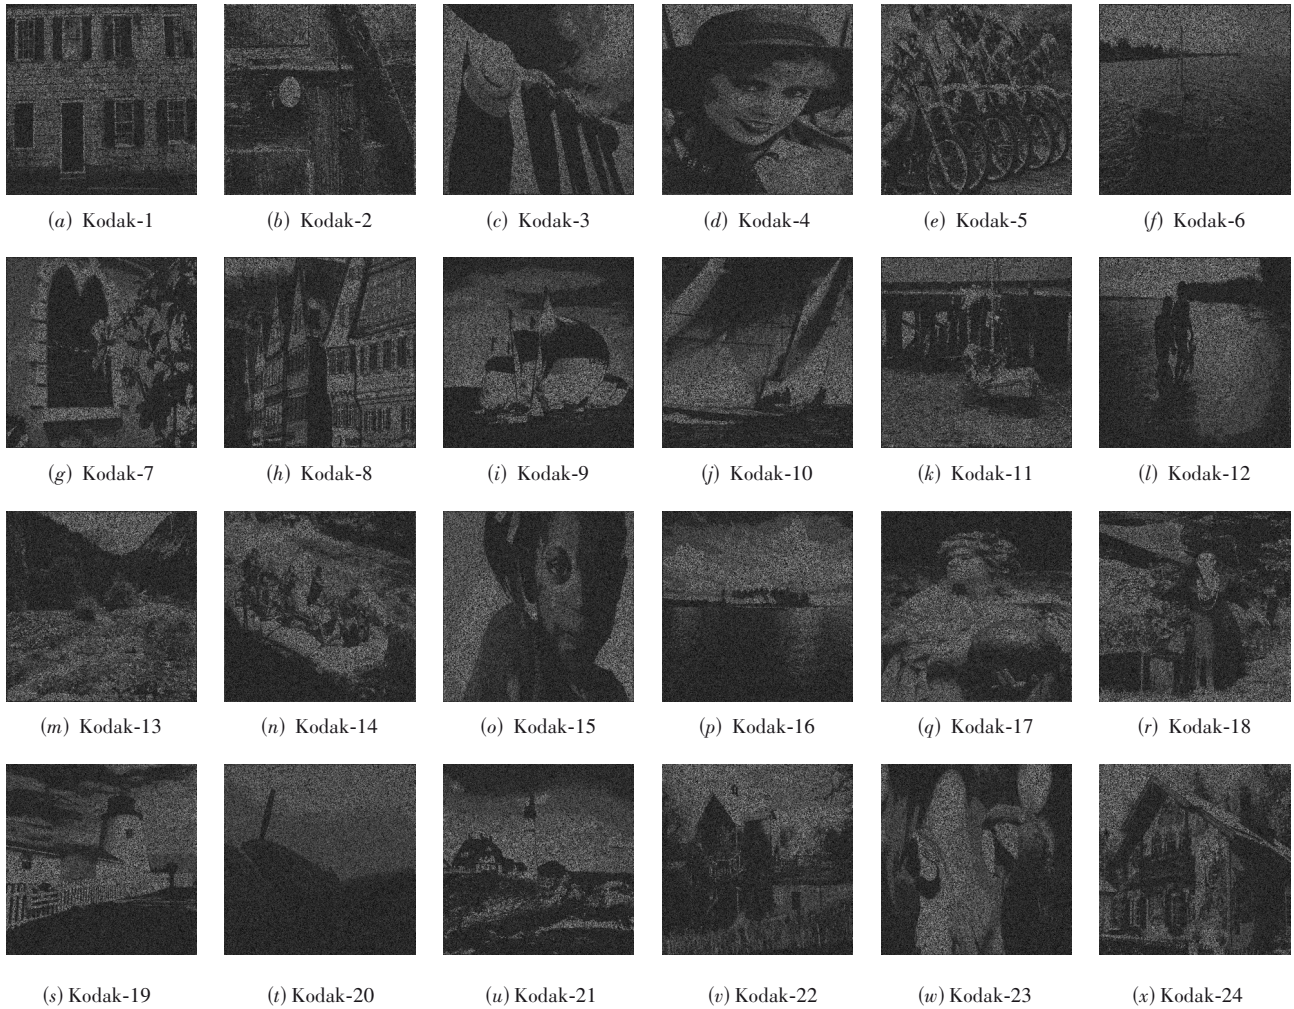 (a) Kodak-1 (b) Kodak-2 (c) Kodak-3 (d) Kodak-4 (e) Kodak-5 (f) Kodak-6
(g) Kodak-7 (h) Kodak-8 (i) Kodak-9 (j) Kodak-10 (k) Kodak-11 (l) Kodak-12
(m) Kodak-13 (n) Kodak-14 (o) Kodak-15 (p) Kodak-16 (q) Kodak-17 (r) Kodak-18
(s) Kodak-19 (t) Kodak-20 (u) Kodak-21 (v) Kodak-22 (w) Kodak-23 (x) Kodak-24